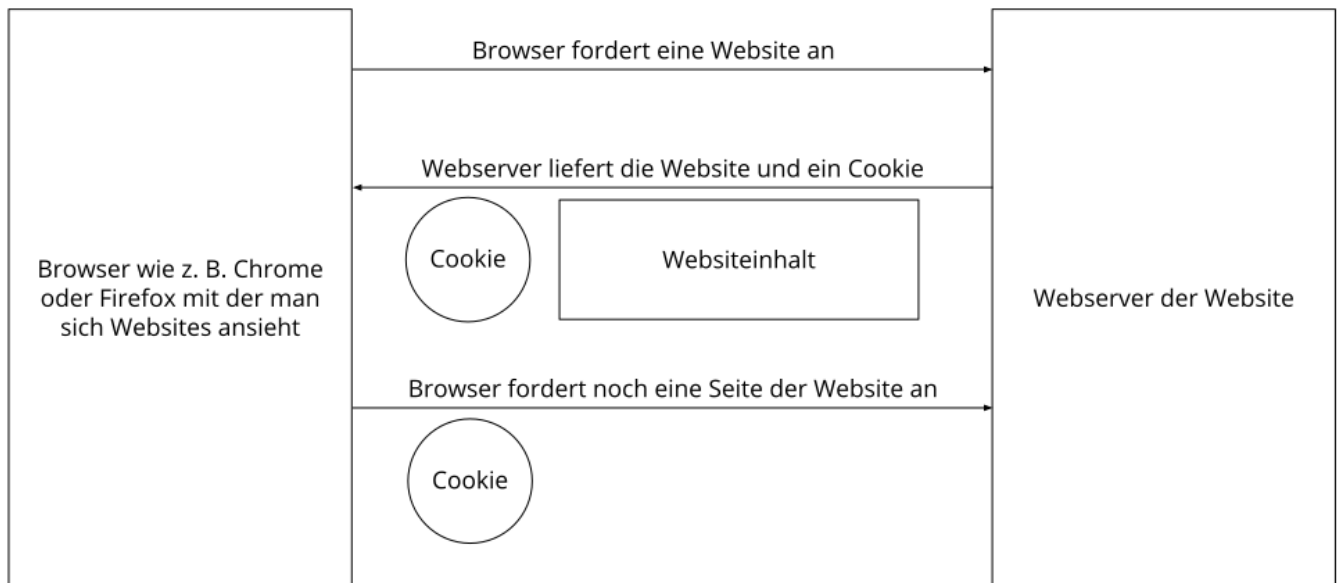 Browser fordert eine Website an
Webserver liefert die Website und ein Cookie
Cookie
Websiteinhalt
Browser wie z. B. Chrome
oder Firefox mit der man
sich Websites ansieht
Webserver der Website
Browser fordert noch eine Seite der Website an
Cookie